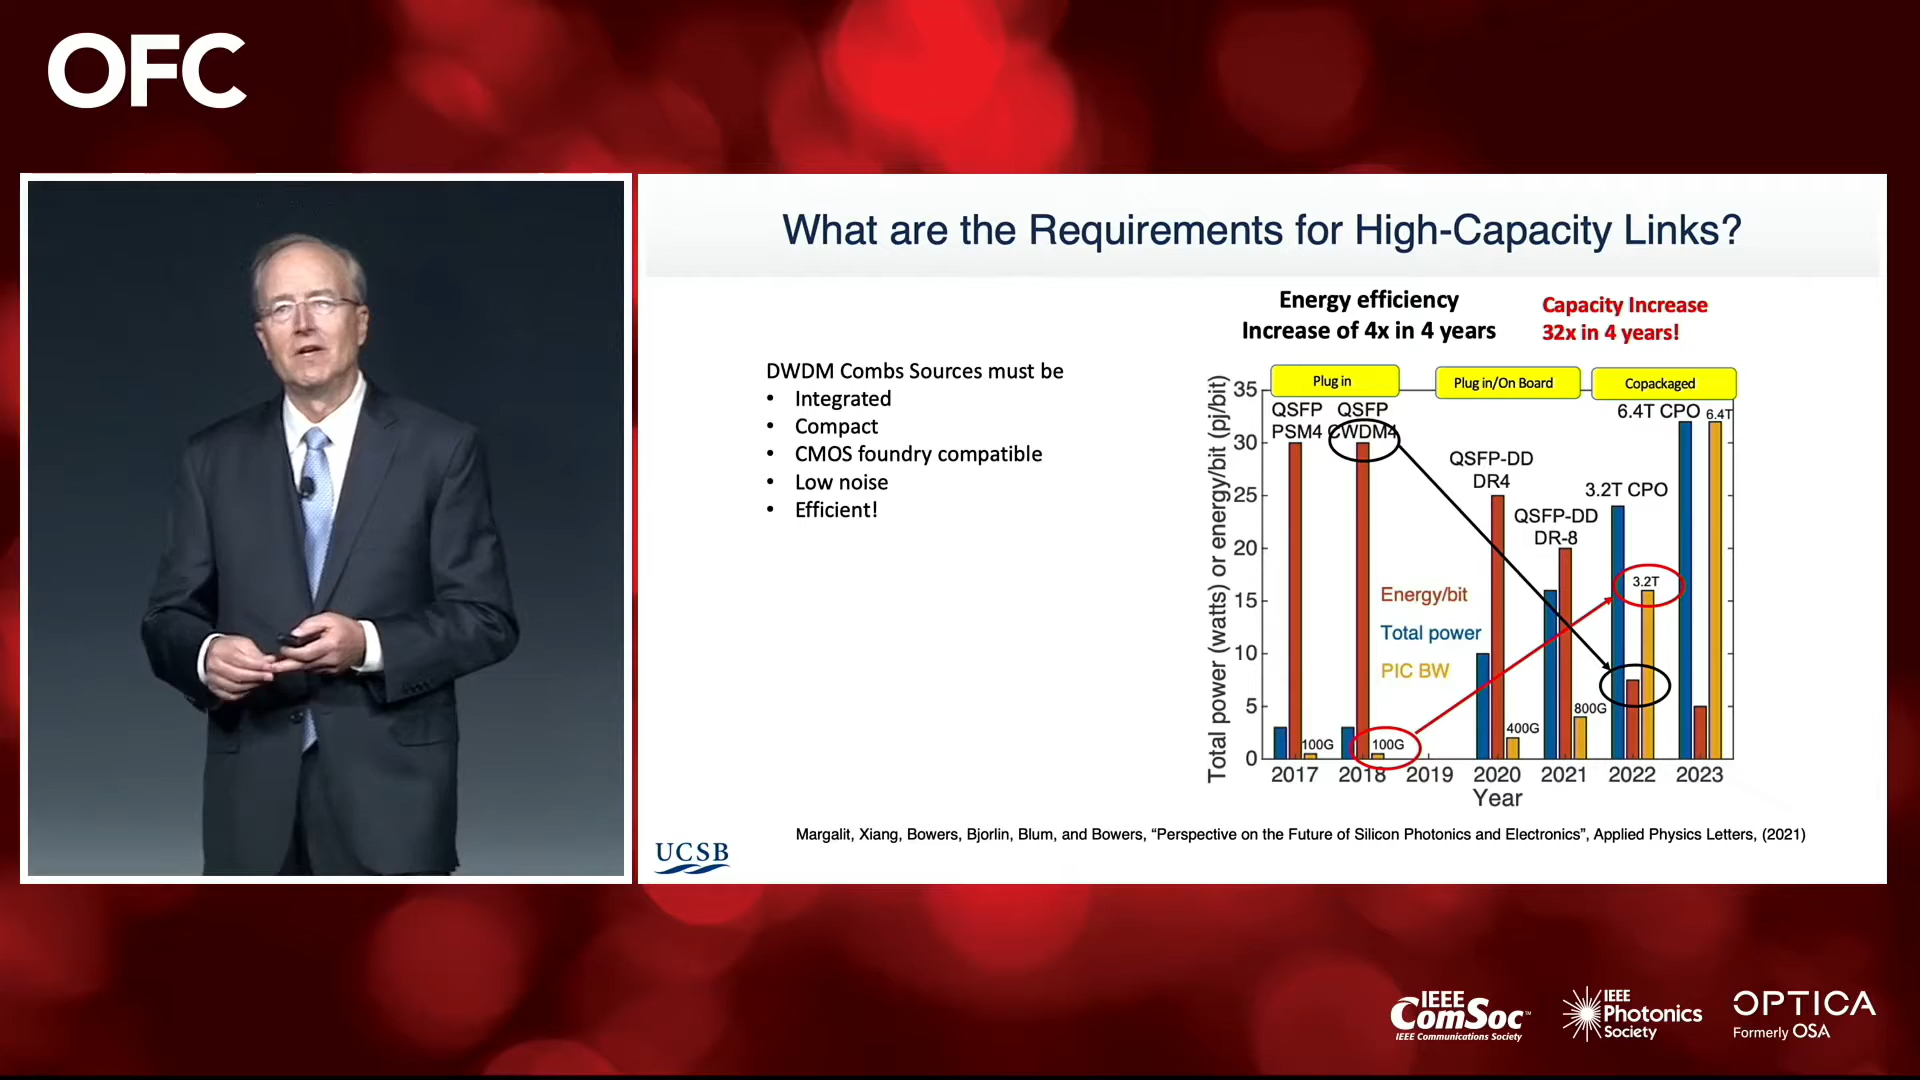 OFC
What are the Requirements for High-Capacity Links?
Energy efficiency
Increase of 4x in 4 years
Capacity Increase
32x in 4 years!
DWDM Combs Sources must be
• Integrated
• Compact
• CMOS foundry compatible
• Low noise
• Efficient!
Total power (watts) or energy/bit (pj/bit)
35
30
25
20
15
10
5
0
Plug in
Plug in/On Board
Copackaged
QSFP
PSM4
QSFP
CWDM4
QSFP-DD
DR4
QSFP-DD
DR-8
3.2T CPO
6.4T CPO
6.4T
3.2T
Energy/bit
Total power
PIC BW
100G
100G
400G
800G
2017 2018 2019 2020 2021 2022 2023
Year
Margalit, Xiang, Bowers, Bjorlin, Blum, and Bowers, “Perspective on the Future of Silicon Photonics and Electronics”, Applied Physics Letters, (2021)
UCSB
IEEE
ComSoc™
IEEE Communications Society
IEEE
Photonics
Society
OPTICA
Formerly OSA